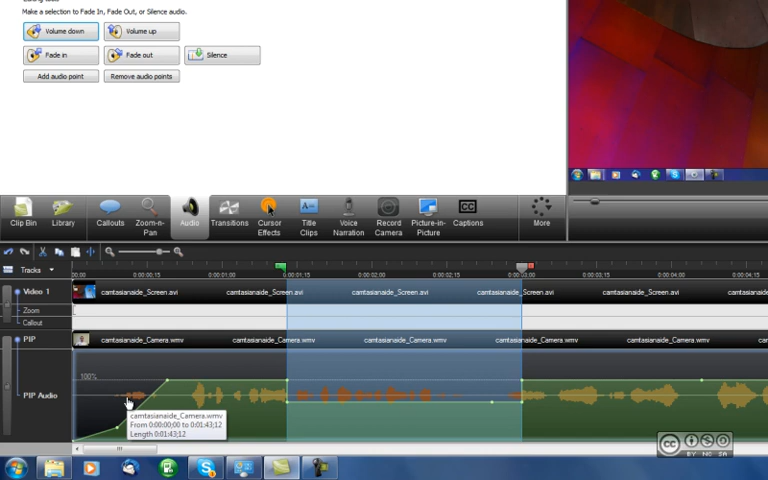 Make a selection to Fade In, Fade Out, or Silence audio.
Volume down Volume up
Fade in Fade out Silence
Add audio point Remove audio points
Clip Bin Library Callouts Zoom-n-Pan Audio Transitions Cursor Effects Title Clips Voice Narration Record Camera Picture-in-Picture Captions More
Tracks
0:00:00;15 0:00:01;00 0:00:01;15 0:00:02;00 0:00:02;15 0:00:03;00 0:00:03;15 0:00:04;00 0:00:04;15
Video 1 camtasianaide_Screen.avi camtasianaide_Screen.avi camtasianaide_Screen.avi camtasianaide_Screen.avi camtasianaide_Screen.avi
Zoom
Callout
PIP camtasianaide_Camera.wmv camtasianaide_Camera.wmv camtasianaide_Camera.wmv camtasianaide_Camera.wmv camtasianaide_Camera.wmv
100%
PIP Audio
camtasianaide_Camera.wmv
From 0:00:00;00 to 0:01:43;12
Length 0:01:43;12
cc
BY NC SA